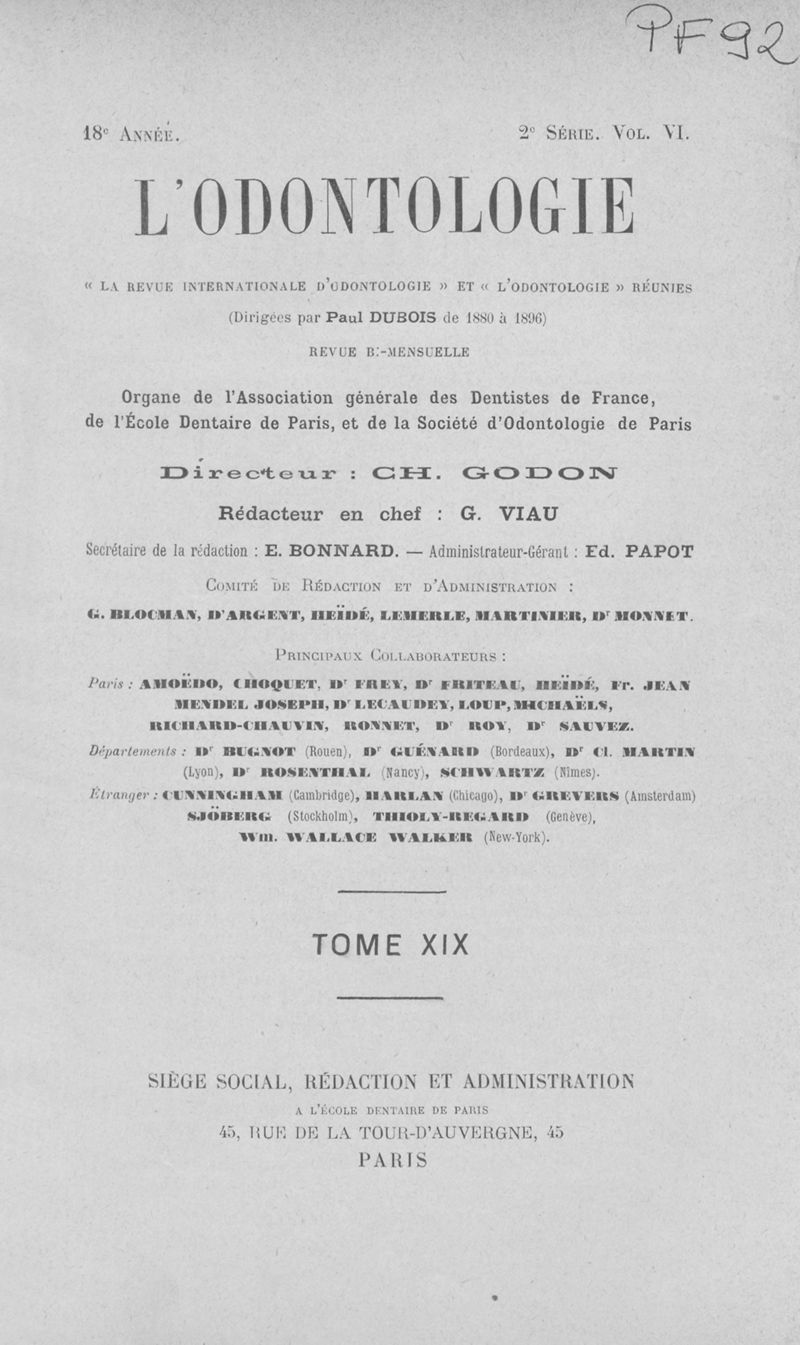 PF92
18e ANNÉE. 2e SÉRIE. VOL. VI.
L'ODONTOLOGIE
« LA REVUE INTERNATIONALE D'ODONTOLOGIE » ET « L'ODONTOLOGIE » RÉUNIES
(Dirigées par Paul DUBOIS de 1880 à 1896)
REVUE BI-MENSUELLE
Organe de l'Association générale des Dentistes de France,
de l'École Dentaire de Paris, et de la Société d'Odontologie de Paris
Directeur : CH. GODON
Rédacteur en chef : G. VIAU
Secrétaire de la rédaction : E. BONNARD. — Administrateur-Gérant : Ed. PAPOT
COMITÉ DE RÉDACTION ET D'ADMINISTRATION :
G. BLOCMAN, D'ARGENT, HEÏDÉ, LEMERLE, MARTINIER, Dr MONNET.
PRINCIPAUX COLLABORATEURS :
Paris : AMOËDO, CHOQUET, Dr FREY, Dr FRITEAU, HEÏDÉ, Fr. JEAN
MENDEL JOSEPH, Dr LECAUDEY, LOUP, MICHAËLS,
RICHARD-CHAUVIN, RONNET, Dr ROY, Dr SAUVEZ.
Départements : Dr BUGNOT (Rouen), Dr GUÉNARD (Bordeaux), Dr Cl. MARTIN
(Lyon), Dr ROSENTHAL (Nancy), SCHWARTZ (Nîmes).
Étranger : CUNNINGHAM (Cambridge), HARLAN (Chicago), Dr GREVERS (Amsterdam)
SJÖBERG (Stockholm), THIOLY-REGARD (Genève),
Wm. WALLACE WALKER (New-York).
TOME XIX
SIÈGE SOCIAL, RÉDACTION ET ADMINISTRATION
A L'ÉCOLE DENTAIRE DE PARIS
45, RUE DE LA TOUR-D'AUVERGNE, 45
PARIS